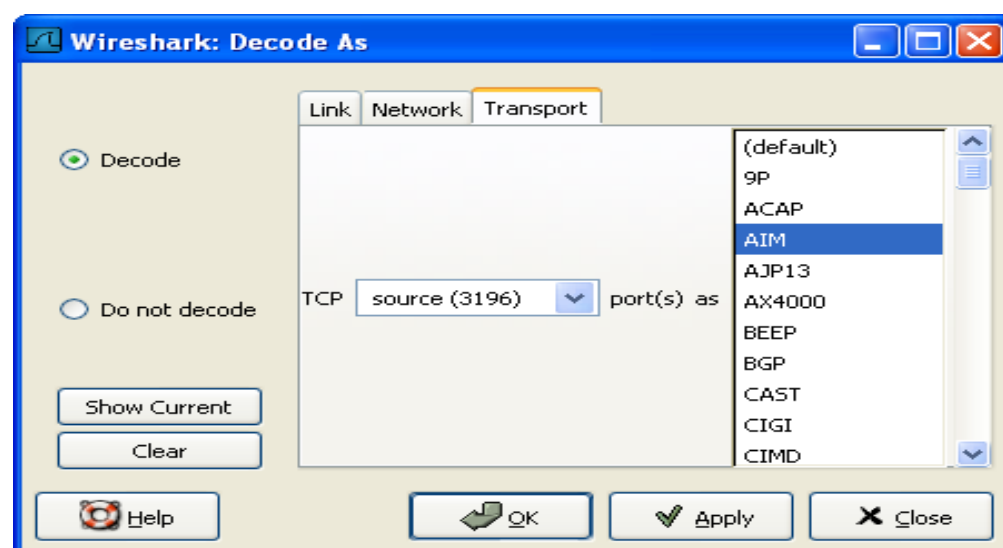 Wireshark: Decode As
Link Network Transport
Decode
Do not decode
Show Current
Clear
TCP source (3196) port(s) as
(default)
9P
ACAP
AIM
AJP13
AX4000
BEEP
BGP
CAST
CIGI
CIMD
Help OK Apply Close